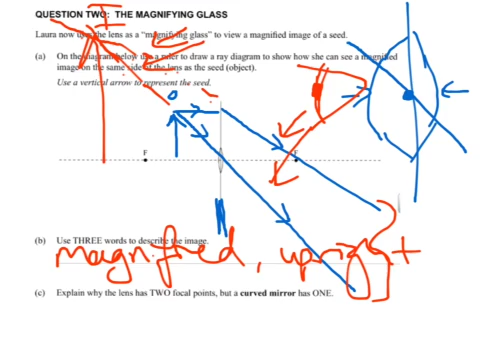 QUESTION TWO: THE MAGNIFYING GLASS
Laura now uses the lens as a "magnifying glass" to view a magnified image of a seed.
(a) On the diagram below use a ruler to draw a ray diagram to show how she can see a magnified
image on the same side of the lens as the seed (object).
Use a vertical arrow to represent the seed.
I
O
F
F
(b) Use THREE words to describe the image.
magnified, upright
(c) Explain why the lens has TWO focal points, but a curved mirror has ONE.